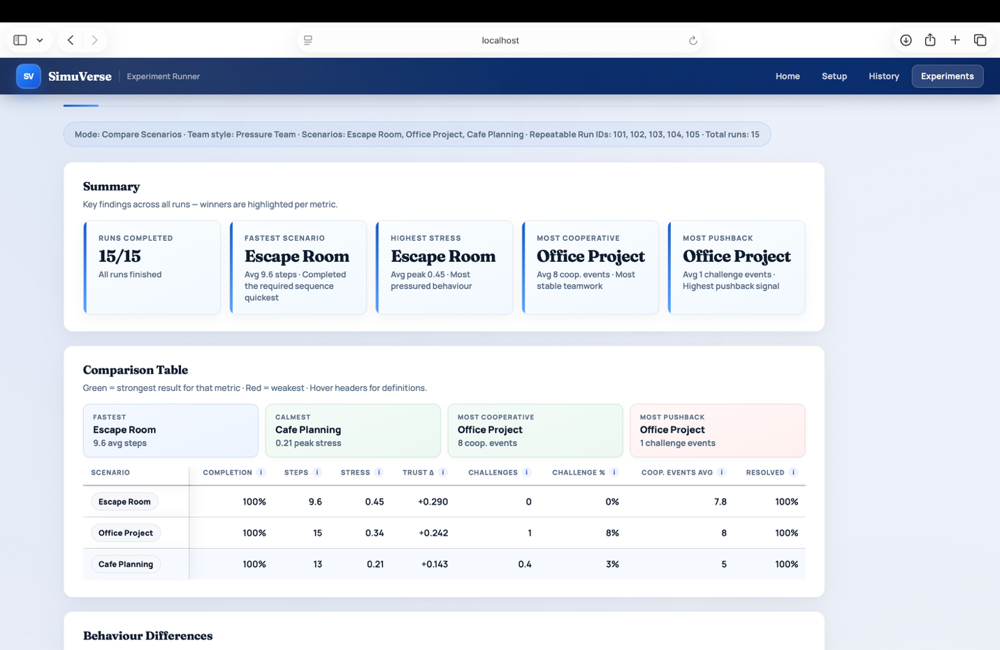 localhost
SV
SimuVerse
Experiment Runner
Home
Setup
History
Experiments
Mode: Compare Scenarios · Team style: Pressure Team · Scenarios: Escape Room, Office Project, Cafe Planning · Repeatable Run IDs: 101, 102, 103, 104, 105 · Total runs: 15
Summary
Key findings across all runs — winners are highlighted per metric.
RUNS COMPLETED
15/15
All runs finished
FASTEST SCENARIO
Escape Room
Avg 9.6 steps · Completed
the required sequence
quickest
HIGHEST STRESS
Escape Room
Avg peak 0.45 · Most
pressured behaviour
MOST COOPERATIVE
Office Project
Avg 8 coop. events · Most
stable teamwork
MOST PUSHBACK
Office Project
Avg 1 challenge events ·
Highest pushback signal
Comparison Table
Green = strongest result for that metric · Red = weakest · Hover headers for definitions.
FASTEST
Escape Room
9.6 avg steps
CALMEST
Cafe Planning
0.21 peak stress
MOST COOPERATIVE
Office Project
8 coop. events
MOST PUSHBACK
Office Project
1 challenge events
SCENARIO COMPLETION i STEPS i STRESS i TRUST Δ i CHALLENGES i CHALLENGE % i COOP. EVENTS AVG i RESOLVED i
Escape Room 100% 9.6 0.45 +0.290 0 0% 7.8 100%
Office Project 100% 15 0.34 +0.242 1 8% 8 100%
Cafe Planning 100% 13 0.21 +0.143 0.4 3% 5 100%
Behaviour Differences